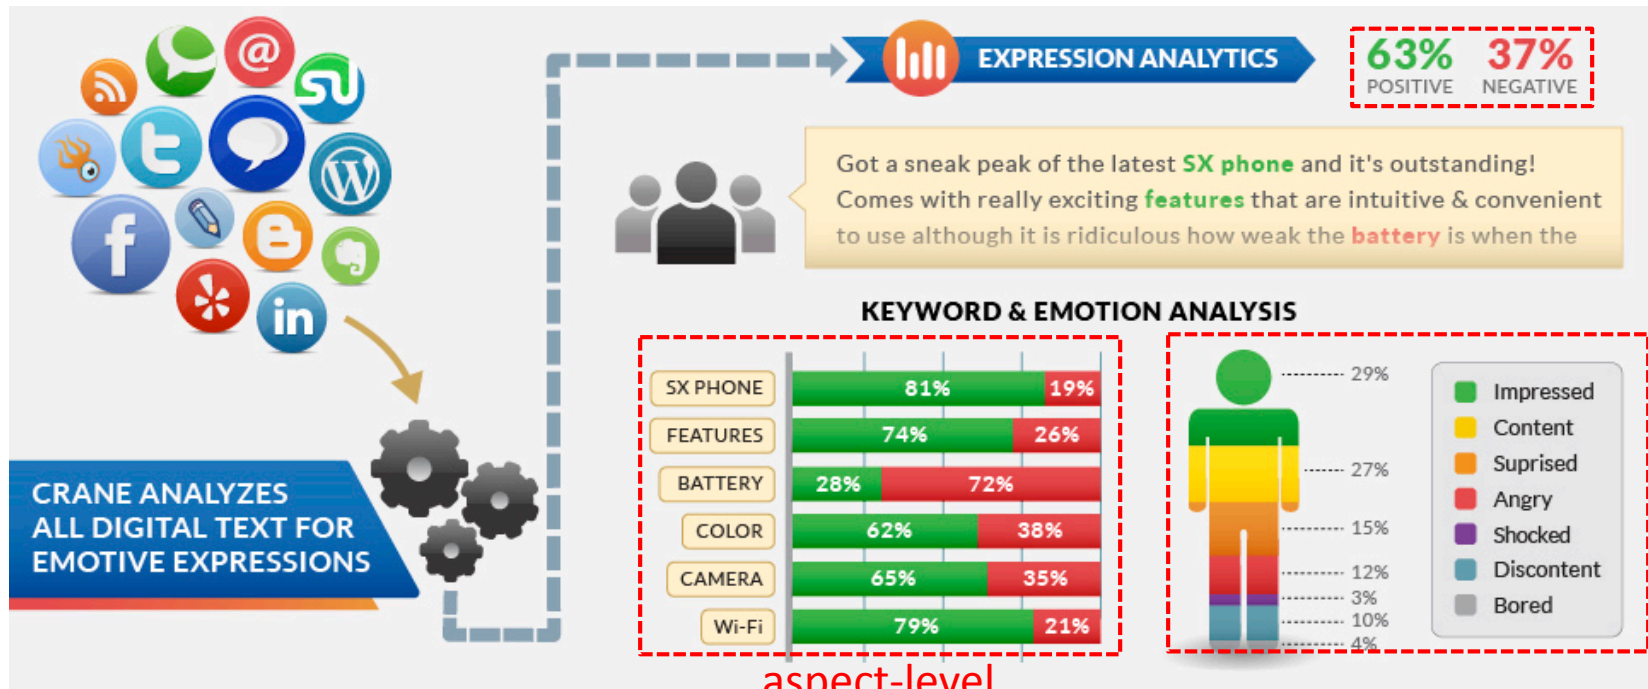 EXPRESSION ANALYTICS
63% 37%
POSITIVE NEGATIVE
Got a sneak peak of the latest SX phone and it's outstanding!
Comes with really exciting features that are intuitive & convenient
to use although it is ridiculous how weak the battery is when the
CRANE ANALYZES
ALL DIGITAL TEXT FOR
EMOTIVE EXPRESSIONS
KEYWORD & EMOTION ANALYSIS
SX PHONE 81% 19%
FEATURES 74% 26%
BATTERY 28% 72%
COLOR 62% 38%
CAMERA 65% 35%
Wi-Fi 79% 21%
aspect-level
29%
27%
15%
12%
3%
10%
4%
Impressed
Content
Suprised
Angry
Shocked
Discontent
Bored